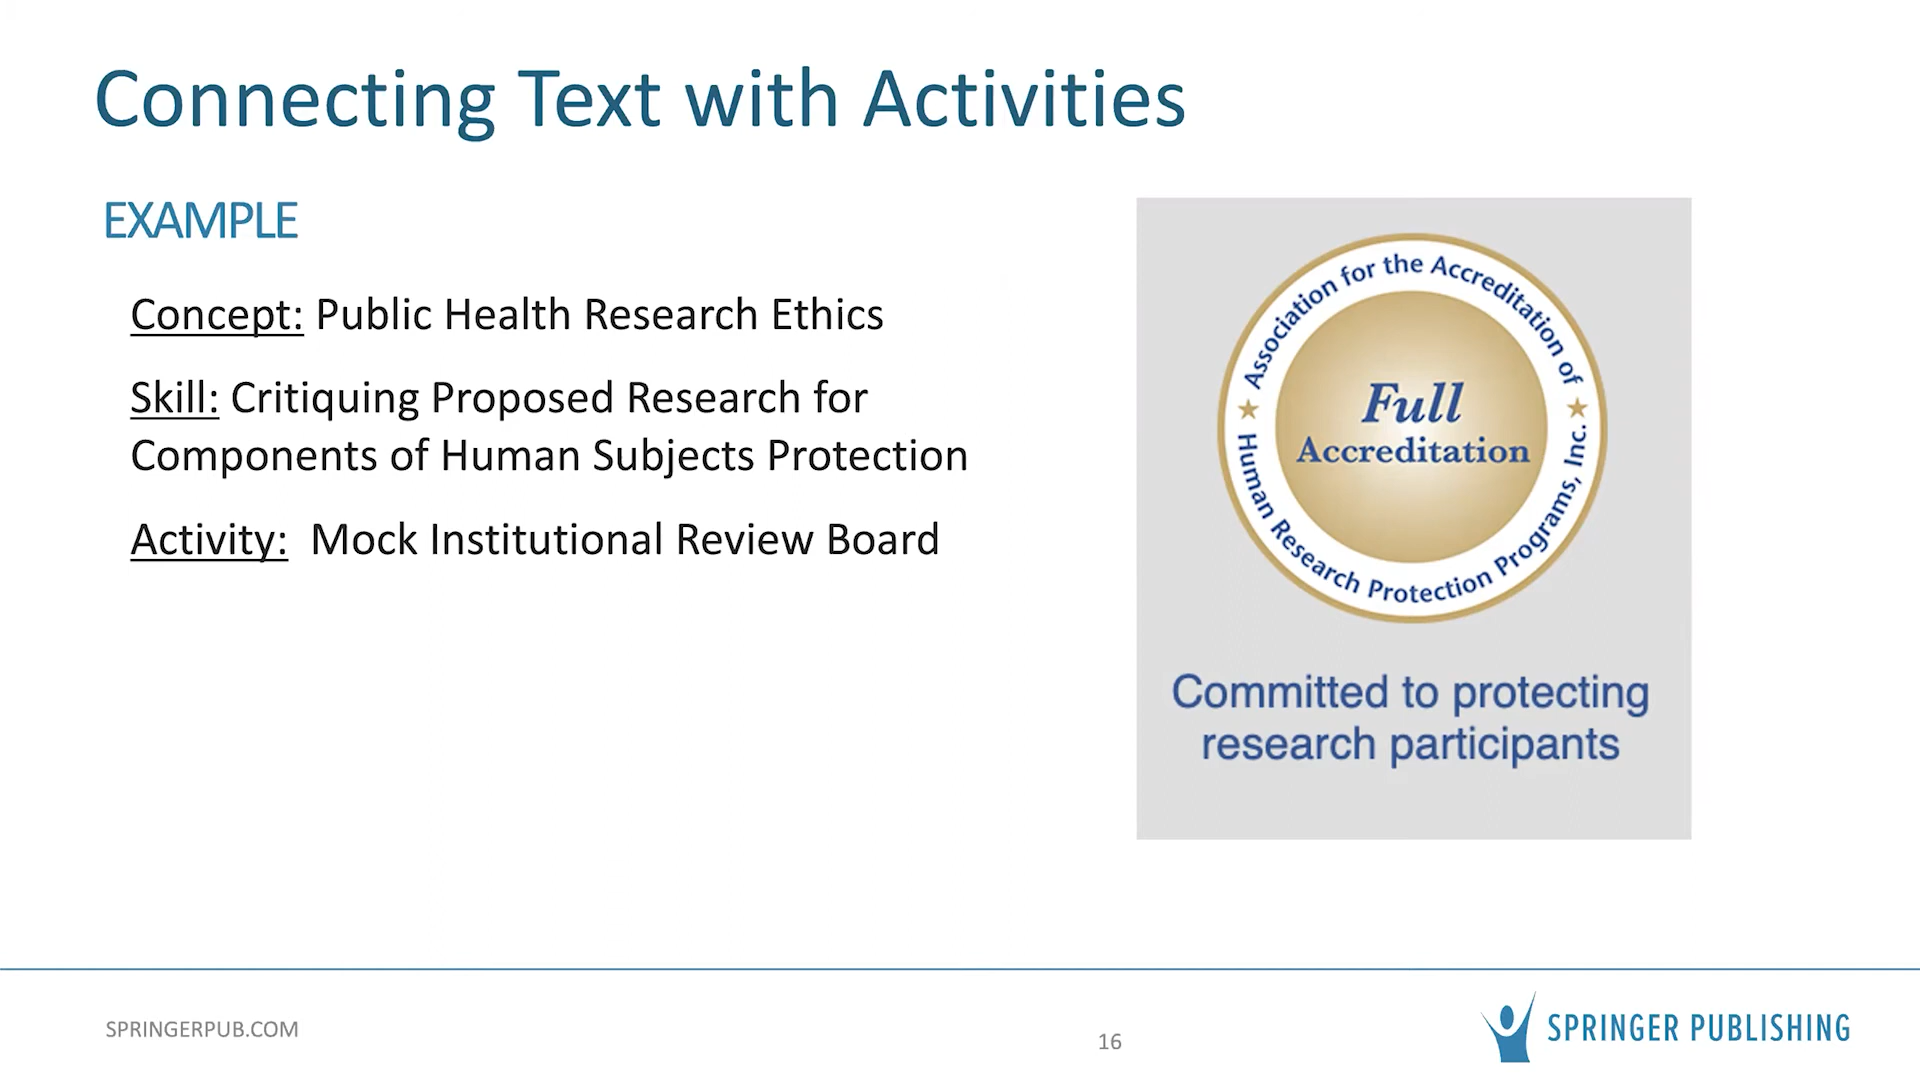 Connecting Text with Activities
EXAMPLE
Concept: Public Health Research Ethics
Skill: Critiquing Proposed Research for
Components of Human Subjects Protection
Activity: Mock Institutional Review Board
Association for the Accreditation of
Human Research Protection Programs, Inc.
Full
Accreditation
Committed to protecting
research participants
SPRINGERPUB.COM
16
SPRINGER PUBLISHING